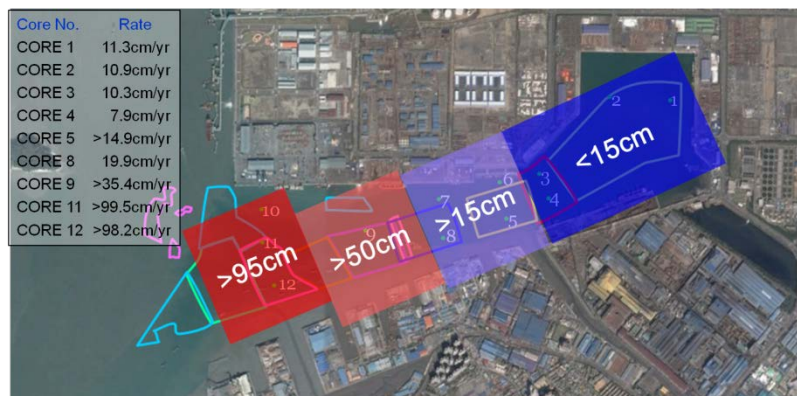 Core No. Rate
CORE 1 11.3cm/yr
CORE 2 10.9cm/yr
CORE 3 10.3cm/yr
CORE 4 7.9cm/yr
CORE 5 >14.9cm/yr
CORE 8 19.9cm/yr
CORE 9 >35.4cm/yr
CORE 11 >99.5cm/yr
CORE 12 >98.2cm/yr
2 1
<15cm
3
4
6
7
>15cm
5
8
9
>50cm
10
11
>95cm
12